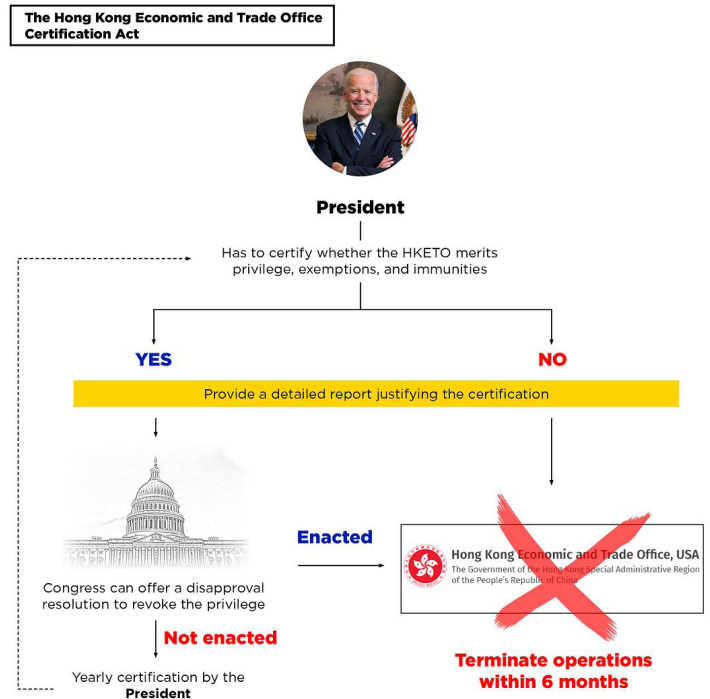 The Hong Kong Economic and Trade Office
Certification Act
President
Has to certify whether the HKETO merits
privilege, exemptions, and immunities
YES
NO
Provide a detailed report justifying the certification
Enacted
Hong Kong Economic and Trade Office, USA
The Government of the Hong Kong Special Administrative Region
of the People's Republic of China
Congress can offer a disapproval
resolution to revoke the privilege
Not enacted
Terminate operations
within 6 months
Yearly certification by the
President